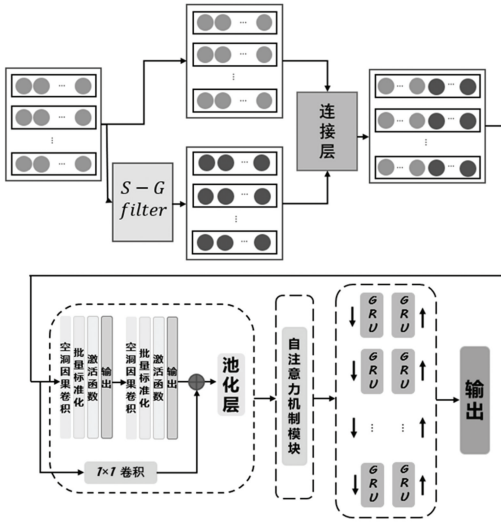 S-G
filter
连接层
空洞因果卷积
批量标准化
激活函数
输出
空洞因果卷积
批量标准化
激活函数
输出
池化层
1×1 卷积
自注意力机制模块
GRU
GRU
GRU
GRU
GRU
GRU
输出